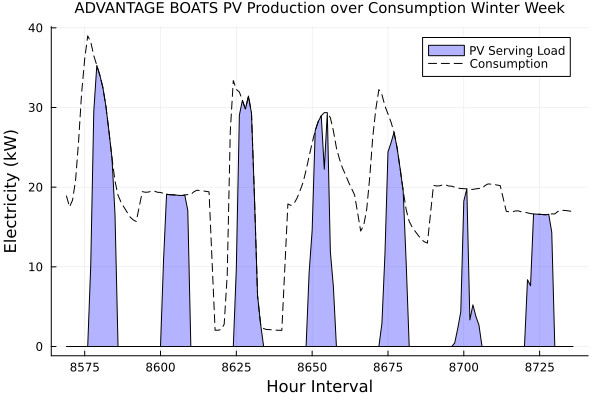 ADVANTAGE BOATS PV Production over Consumption Winter Week
PV Serving Load
Consumption
Electricity (kW)
40
30
20
10
0
8575 8600 8625 8650 8675 8700 8725
Hour Interval